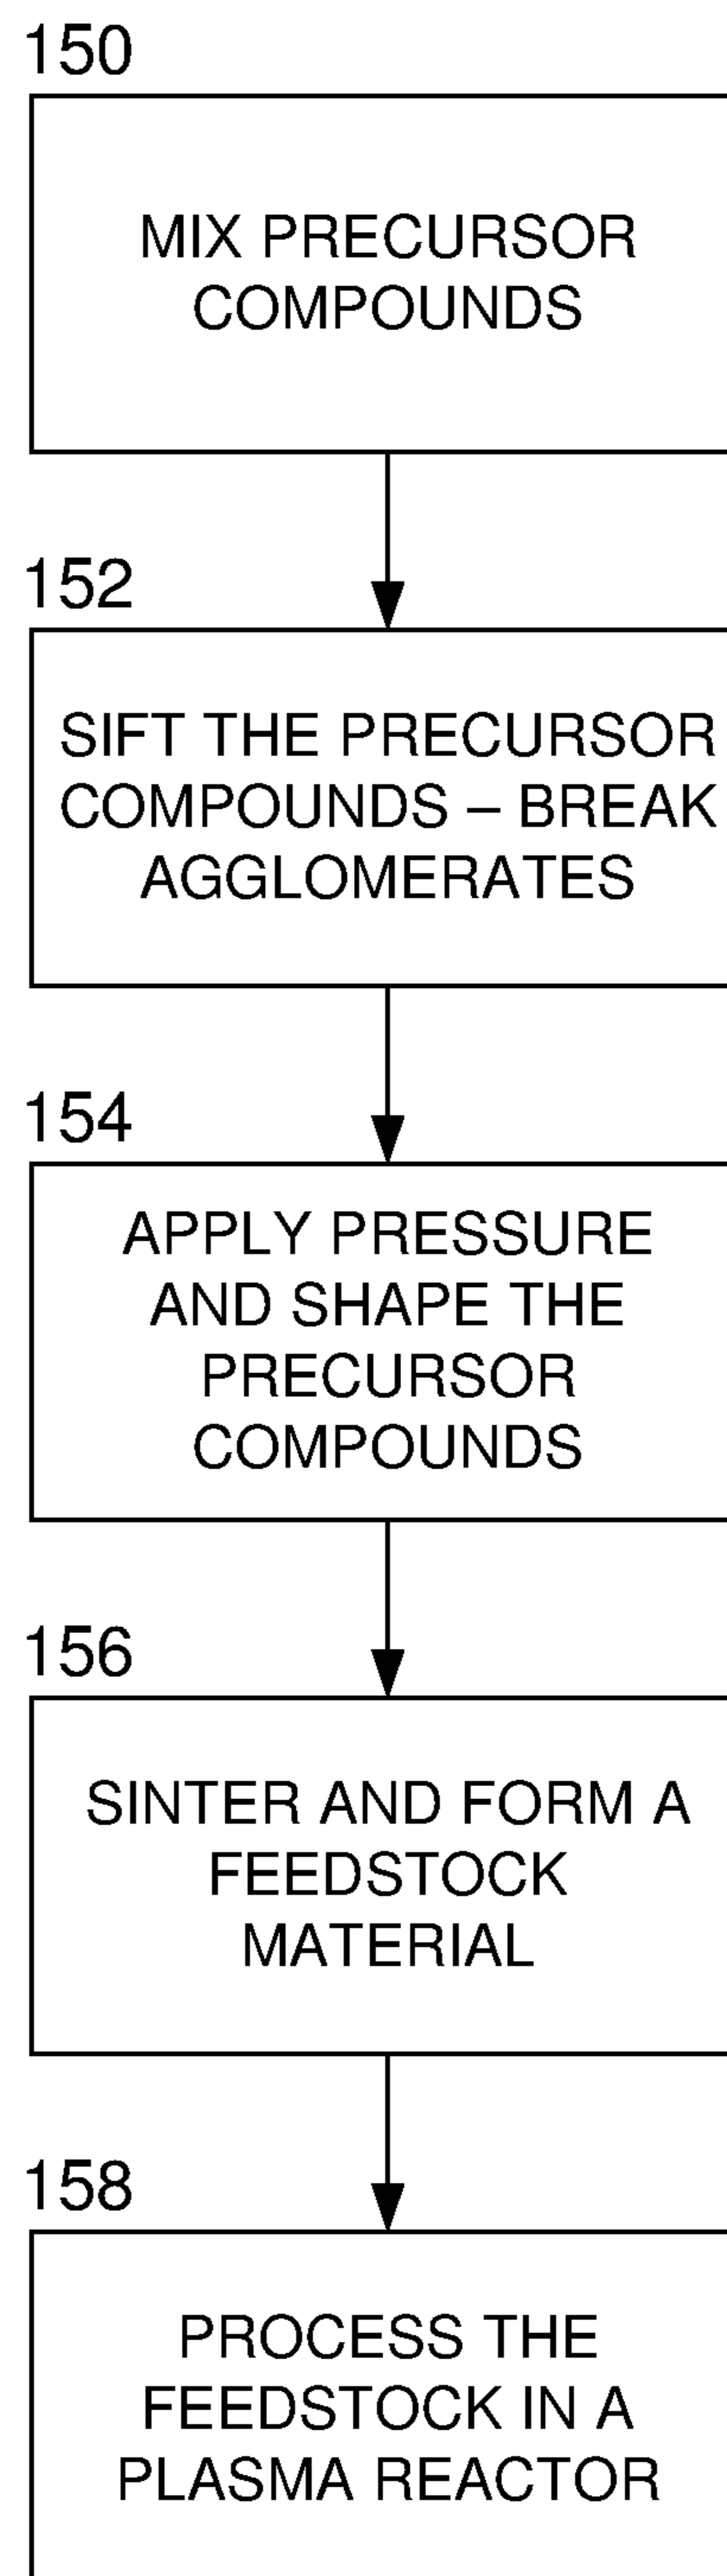 150
MIX PRECURSOR
COMPOUNDS
152
SIFT THE PRECURSOR
COMPOUNDS – BREAK
AGGLOMERATES
154
APPLY PRESSURE
AND SHAPE THE
PRECURSOR
COMPOUNDS
156
SINTER AND FORM A
FEEDSTOCK
MATERIAL
158
PROCESS THE
FEEDSTOCK IN A
PLASMA REACTOR